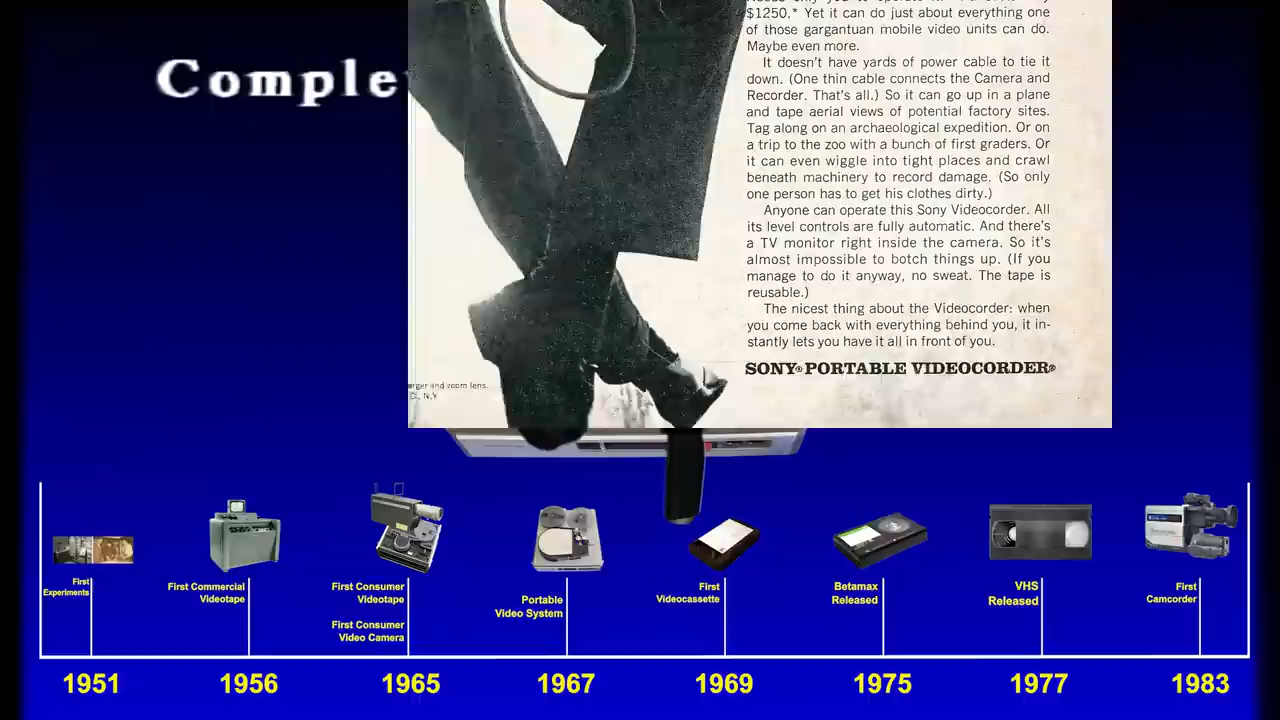 $1250.* Yet it can do just about everything one
of those gargantuan mobile video units can do.
Maybe even more.
It doesn't have yards of power cable to tie it
down. (One thin cable connects the Camera and
Recorder. That's all.) So it can go up in a plane
and tape aerial views of potential factory sites.
Tag along on an archaeological expedition. Or on
a trip to the zoo with a bunch of first graders. Or
it can even wiggle into tight places and crawl
beneath machinery to record damage. (So only
one person has to get his clothes dirty.)
Anyone can operate this Sony Videocorder. All
its level controls are fully automatic. And there's
a TV monitor right inside the camera. So it's
almost impossible to botch things up. (If you
manage to do it anyway, no sweat. The tape is
reusable.)
The nicest thing about the Videocorder: when
you come back with everything behind you, it in-
stantly lets you have it all in front of you.
SONY® PORTABLE VIDEOCORDER®
Comple
and zoom lens.
N.Y
First
Experiments
First Commercial
Videotape
First Consumer
Videotape
First Consumer
Video Camera
Portable
Video System
First
Videocassette
Betamax
Released
VHS
Released
First
Camcorder
1951
1956
1965
1967
1969
1975
1977
1983